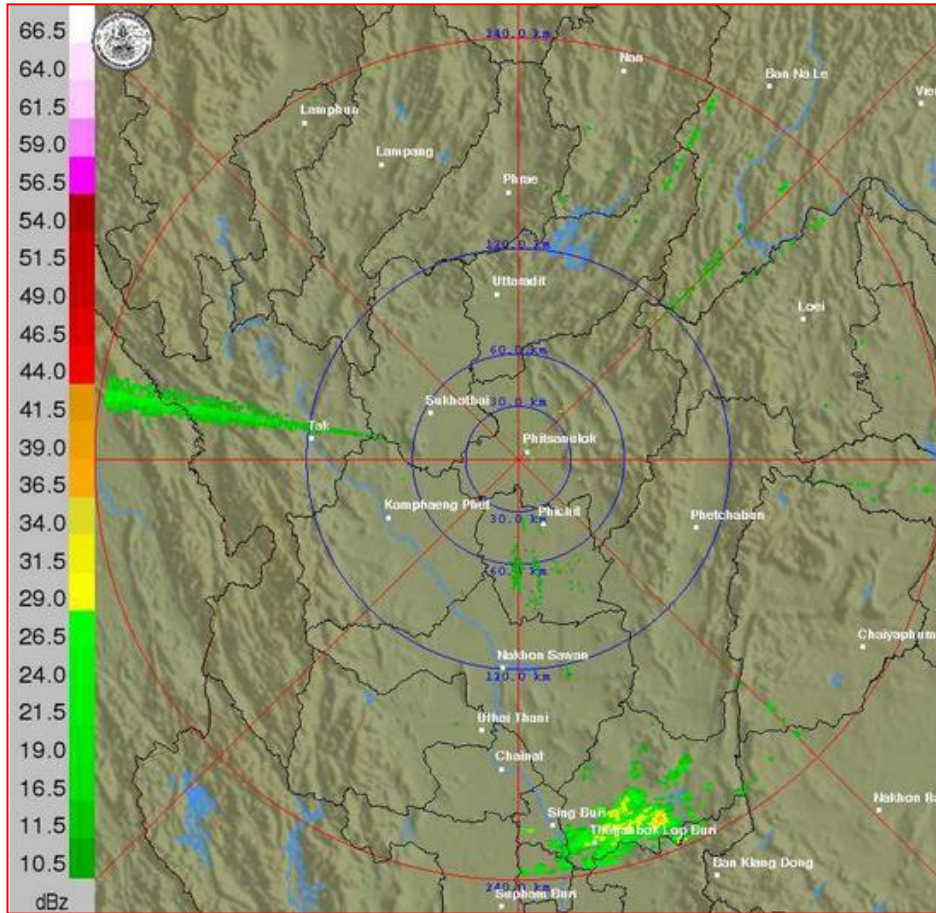 66.5
64.0
61.5
59.0
56.5
54.0
51.5
49.0
46.5
44.0
41.5
39.0
36.5
34.0
31.5
29.0
26.5
24.0
21.5
19.0
16.5
11.5
10.5
dBz
240.0 km
Nan
Ban Na Le
Lamphun
Lampang
Phrae
120.0 km
Uttaradit
Loei
60.0 km
30.0 km
Sukhothai
Tak
Phitsanulok
Kamphaeng Phet
30.0 km
Phichit
Phetchabun
60.0 km
Chaiyaphum
Nakhon Sawan
120.0 km
Uthai Thani
Chainat
Sing Buri
Lop Buri
Ban Klang Dong
240.0 km
Suphan Buri